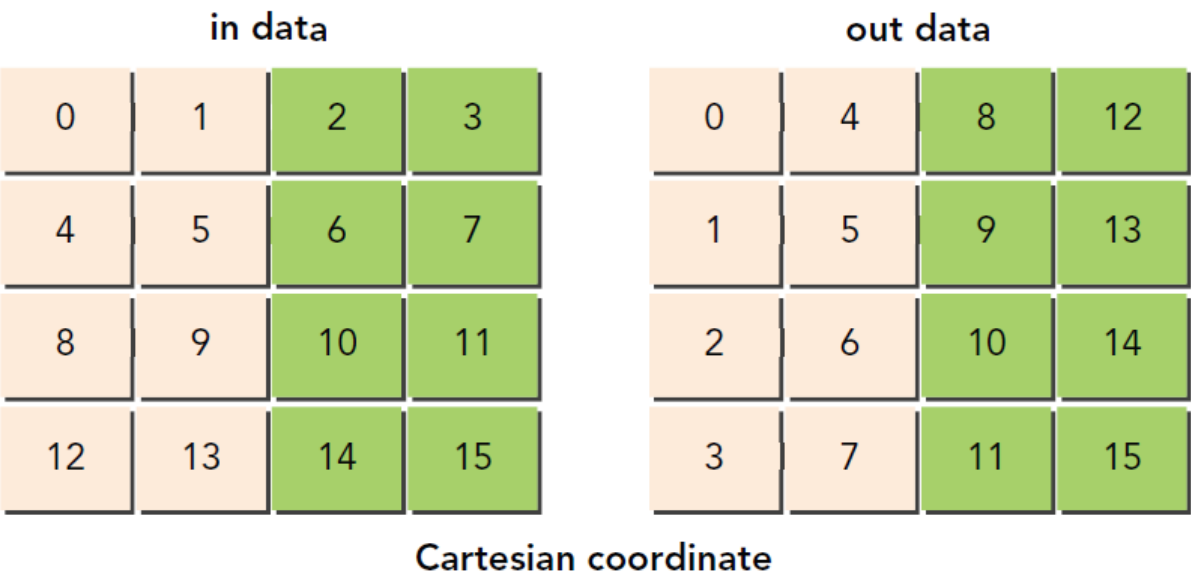 in data out data
0 1 2 3 0 4 8 12
4 5 6 7 1 5 9 13
8 9 10 11 2 6 10 14
12 13 14 15 3 7 11 15
Cartesian coordinate